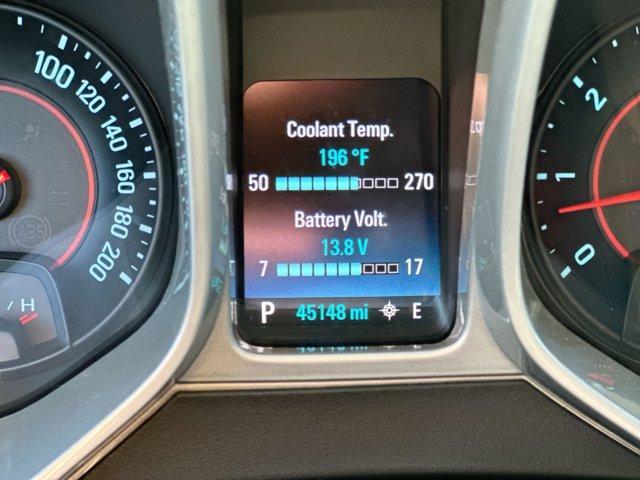 100
120
140
160
180
200
/ H
ABS
Coolant Temp.
196 °F
50 270
Battery Volt.
13.8 V
7 17
P 45148 mi E
2
1
0